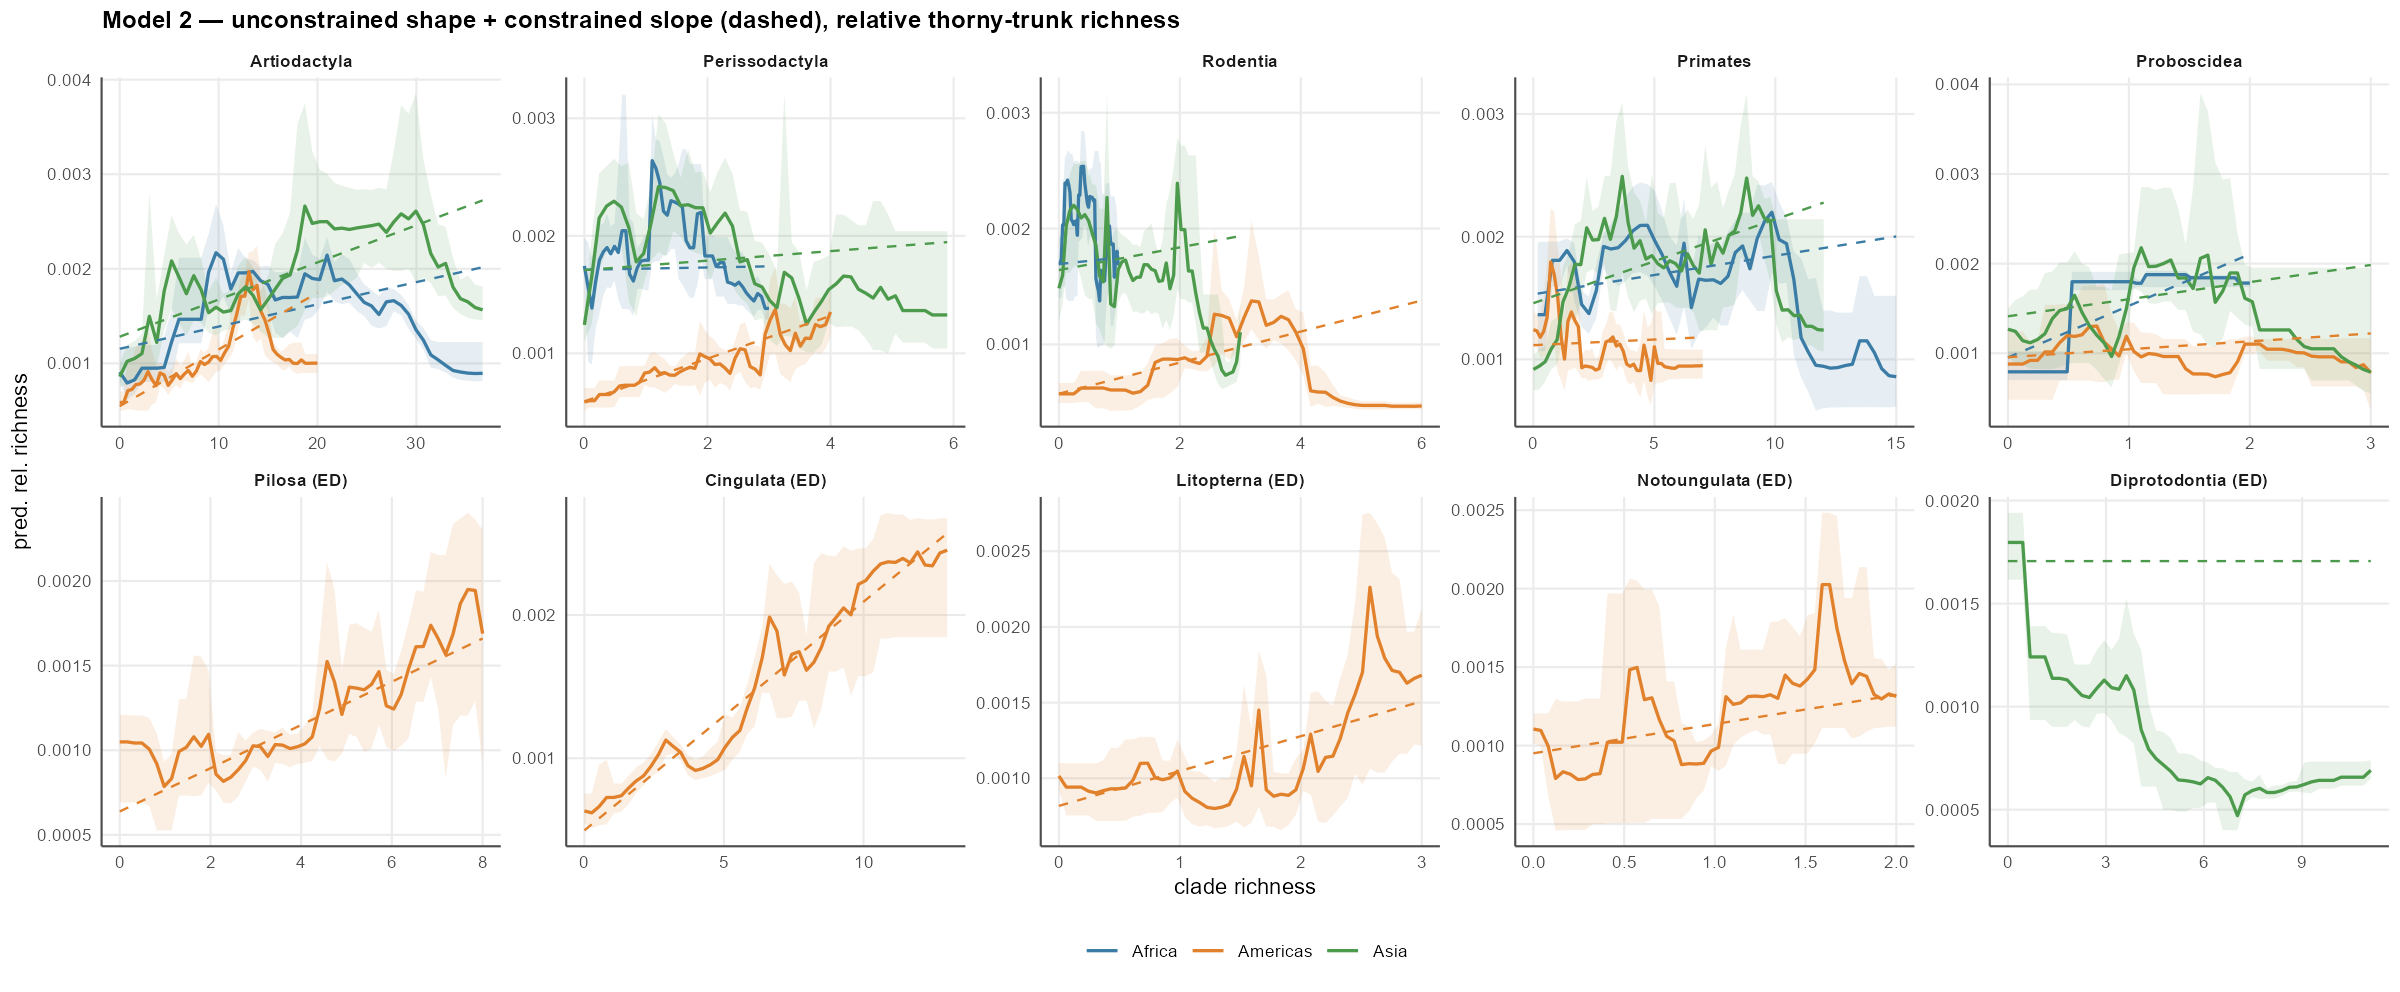 Model 2 — unconstrained shape + constrained slope (dashed), relative thorny-trunk richness
Artiodactyla
Perissodactyla
Rodentia
Primates
Proboscidea
0.004
0.003
0.002
0.001
0 10 20 30
0.003
0.002
0.001
0 2 4 6
0.003
0.002
0.001
0 2 4 6
0.003
0.002
0.001
0 5 10 15
0.004
0.003
0.002
0.001
0 1 2 3
pred. rel. richness
Pilosa (ED)
Cingulata (ED)
Litopterna (ED)
Notoungulata (ED)
Diprotodontia (ED)
0.0020
0.0015
0.0010
0.0005
0 2 4 6 8
0.002
0.001
0 5 10
0.0025
0.0020
0.0015
0.0010
0 1 2 3
0.0025
0.0020
0.0015
0.0010
0.0005
0.0 0.5 1.0 1.5 2.0
0.0020
0.0015
0.0010
0.0005
0 3 6 9
clade richness
Africa Americas Asia